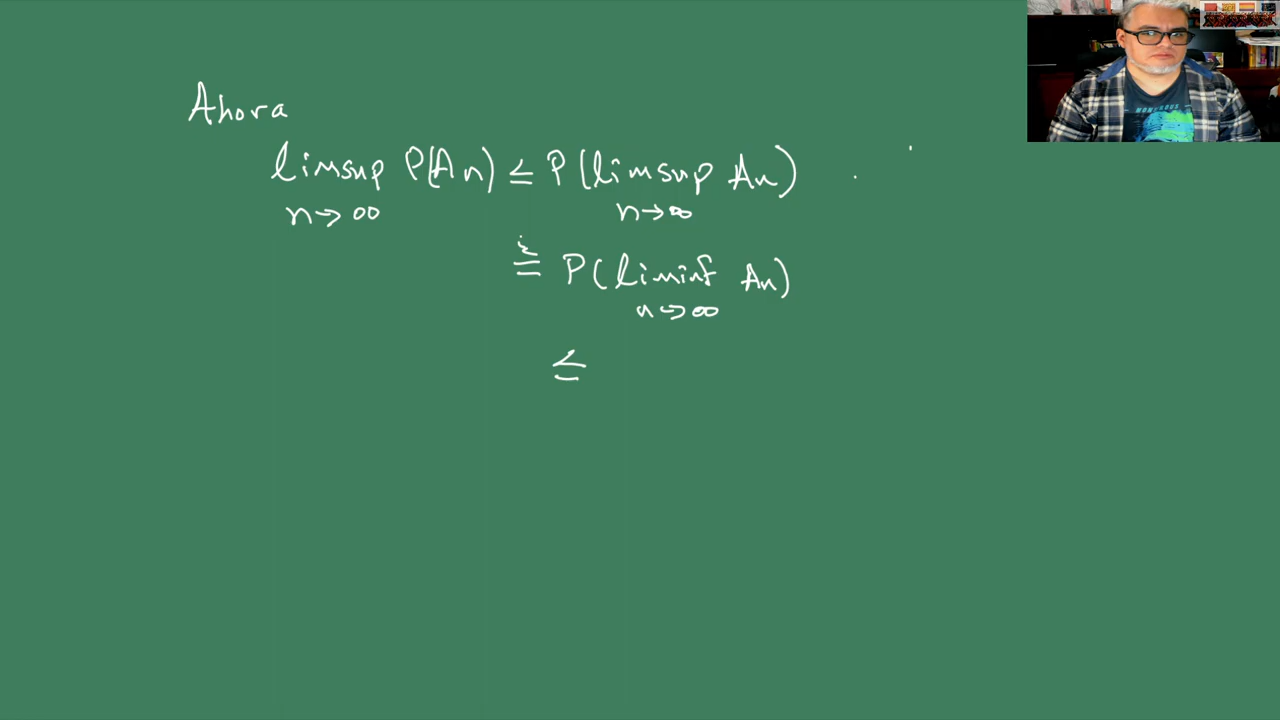 Ahora
limsup P(An) ≤ P(limsup An)
n→∞ n→∞
i
= P(liminf An)
n→∞
≤